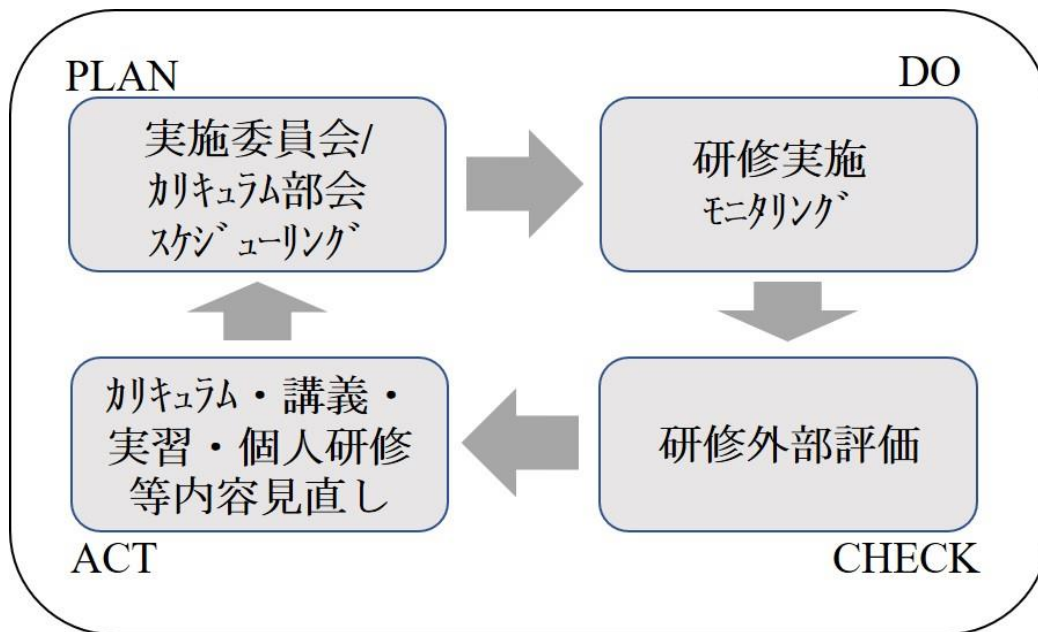 PLAN
実施委員会/
ｶﾘｷｭﾗﾑ部会
ｽｹｼﾞｭｰﾘﾝｸﾞ
DO
研修実施
ﾓﾆﾀﾘﾝｸﾞ
ｶﾘｷｭﾗﾑ・講義・
実習・個人研修
等内容見直し
ACT
研修外部評価
CHECK